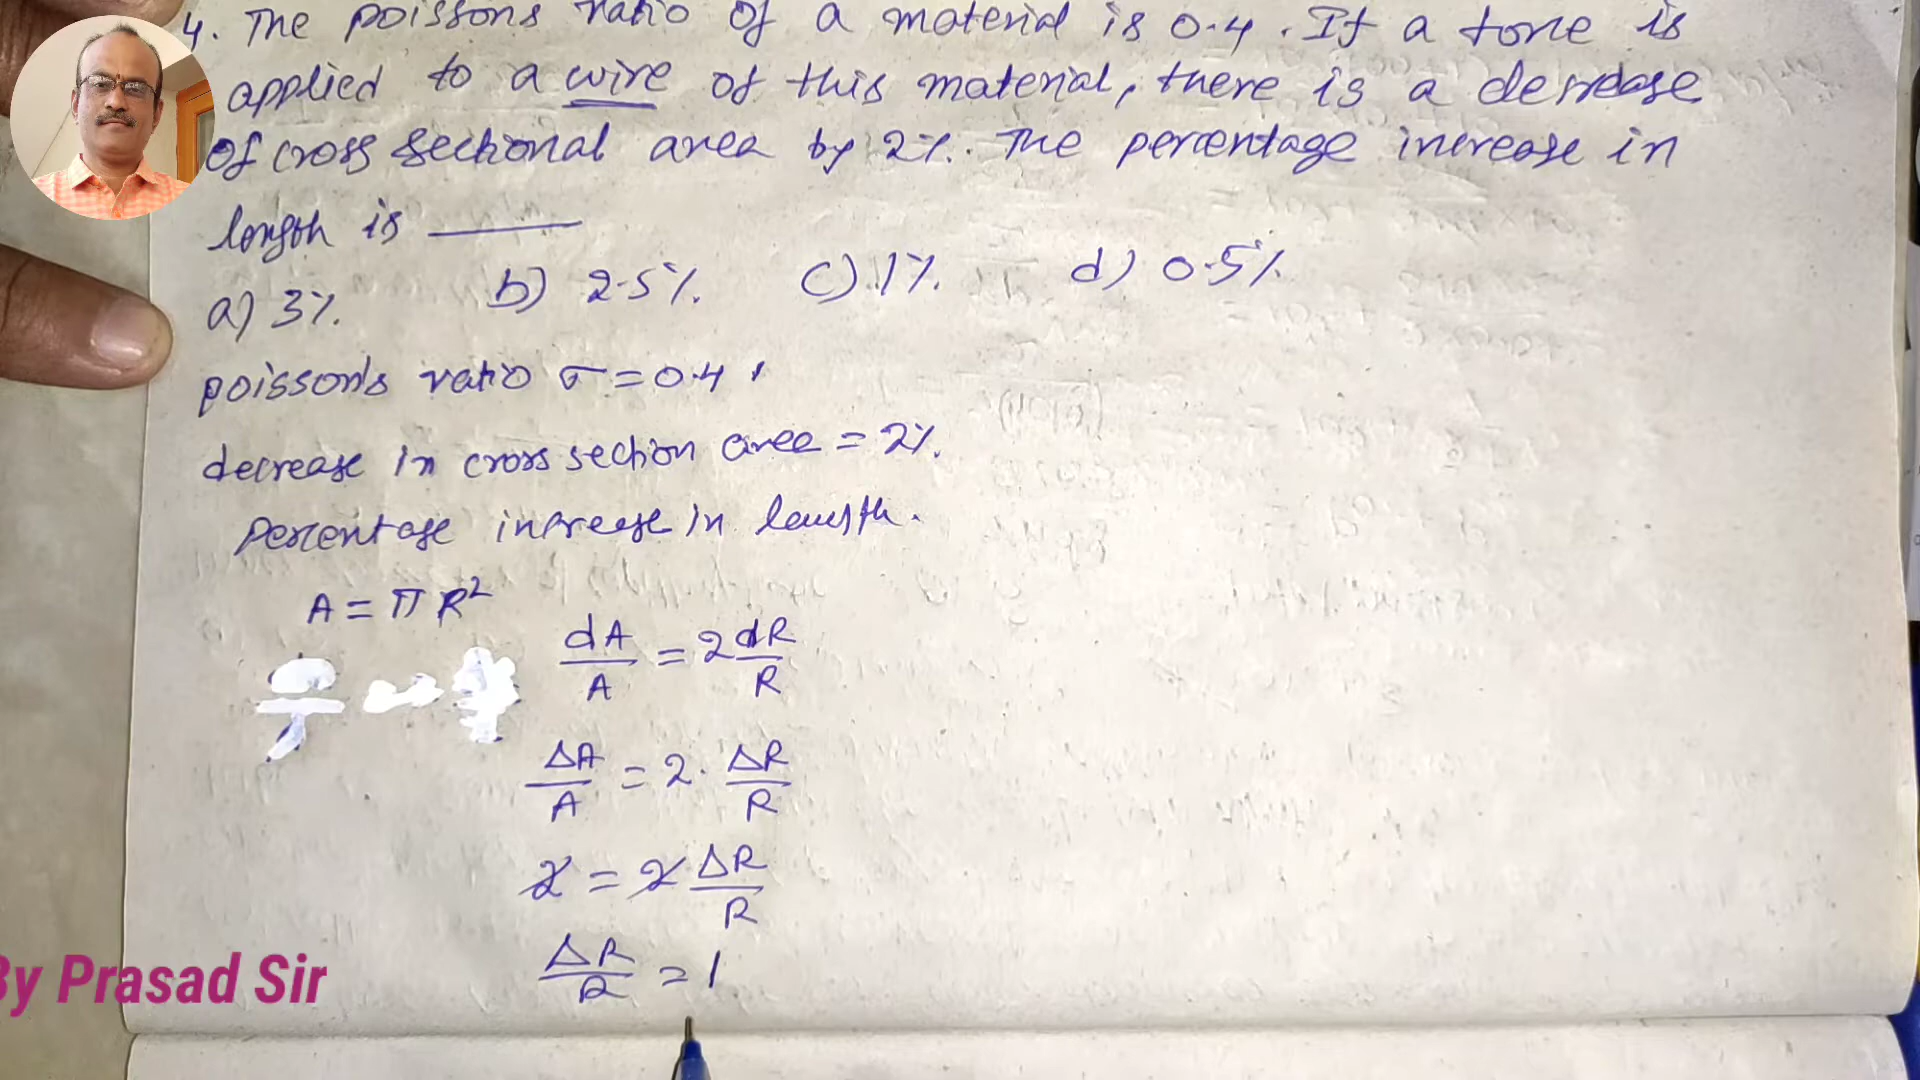 4. The poissons ratio of a material is 0.4. If a force is
applied to a wire of this material, there is a decrease
of cross sectional area by 2%. The percentage increase in
length is ____
a) 3%. b) 2.5%. c) 1%. d) 0.5%.
poisson's ratio σ = 0.4
decrease in cross section area = 2%.
Percentage increase in length.
A = π R²
dA/A = 2 dR/R
ΔA/A = 2. ΔR/R
2 = 2 ΔR/R
ΔR/R = 1
By Prasad Sir